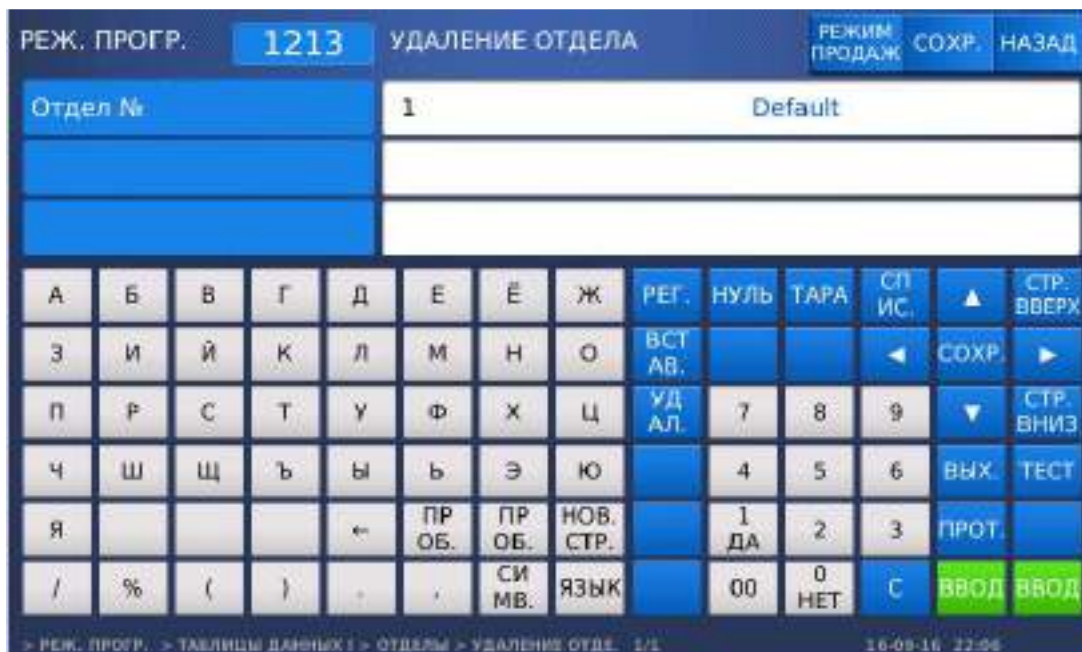 РЕЖ. ПРОГР. 1213 УДАЛЕНИЕ ОТДЕЛА РЕЖИМ ПРОДАЖ СОХР. НАЗАД
Отдел № 1 Default
А Б В Г Д Е Ё Ж РЕГ. НУЛЬ ТАРА СП ИС. ▲ СТР. ВВЕРХ
З И Й К Л М Н О ВСТ АВ. ◄ СОХР. ►
П Р С Т У Ф Х Ц УД АЛ. 7 8 9 ▼ СТР. ВНИЗ
Ч Ш Щ Ъ Ы Ь Э Ю 4 5 6 ВЫХ. ТЕСТ
Я ← ПР ОБ. ПР ОБ. НОВ. СТР. 1 ДА 2 3 ПРОТ.
/ % ( ) . , СИ МВ. ЯЗЫК 00 0 НЕТ С ВВОД ВВОД
> РЕЖ. ПРОГР. > ТАБЛИЦЫ ДАННЫХ I > ОТДЕЛЫ > УДАЛЕНИЕ ОТДЕ. 1/1 16-09-16 22:06